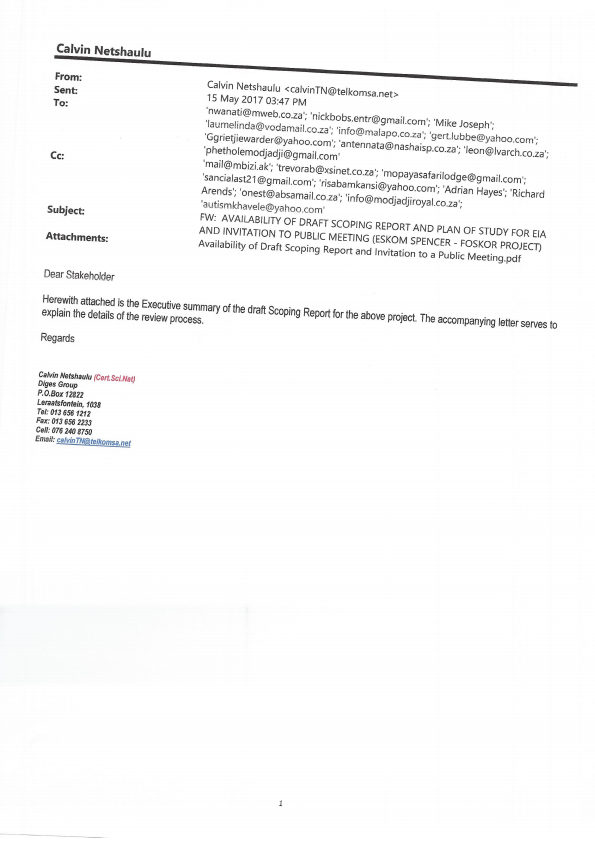 Calvin Netshaulu
From: Calvin Netshaulu <calvinTN@telkomsa.net>
Sent: 15 May 2017 03:47 PM
To: 'nwanati@mweb.co.za'; 'nickbobs.entr@gmail.com'; 'Mike Joseph';
'laumelinda@vodamail.co.za'; 'info@malapo.co.za'; 'gert.lubbe@yahoo.com';
'Ggrietjiewarder@yahoo.com'; 'antennata@nashaisp.co.za'; 'leon@lvarch.co.za';
'phetholemodjadji@gmail.com'
Cc: 'mail@mbizi.ak'; 'trevorab@xsinet.co.za'; 'mopayasafarilodge@gmail.com';
'sancialast21@gmail.com'; 'risabamkansi@yahoo.com'; 'Adrian Hayes'; 'Richard
Arends'; 'onest@absamail.co.za'; 'info@modjadjiroyal.co.za';
'autismkhavele@yahoo.com'
Subject: FW: AVAILABILITY OF DRAFT SCOPING REPORT AND PLAN OF STUDY FOR EIA
AND INVITATION TO PUBLIC MEETING (ESKOM SPENCER - FOSKOR PROJECT)
Attachments: Availability of Draft Scoping Report and Invitation to a Public Meeting.pdf
Dear Stakeholder
Herewith attached is the Executive summary of the draft Scoping Report for the above project. The accompanying letter serves to
explain the details of the review process.
Regards
Calvin Netshaulu (Cert.Sci.Nat)
Diges Group
P.O.Box 12822
Leraatsfontein, 1038
Tel: 013 656 1212
Fax: 013 656 2233
Cell: 076 240 8750
Email: calvinTN@telkomsa.net
1